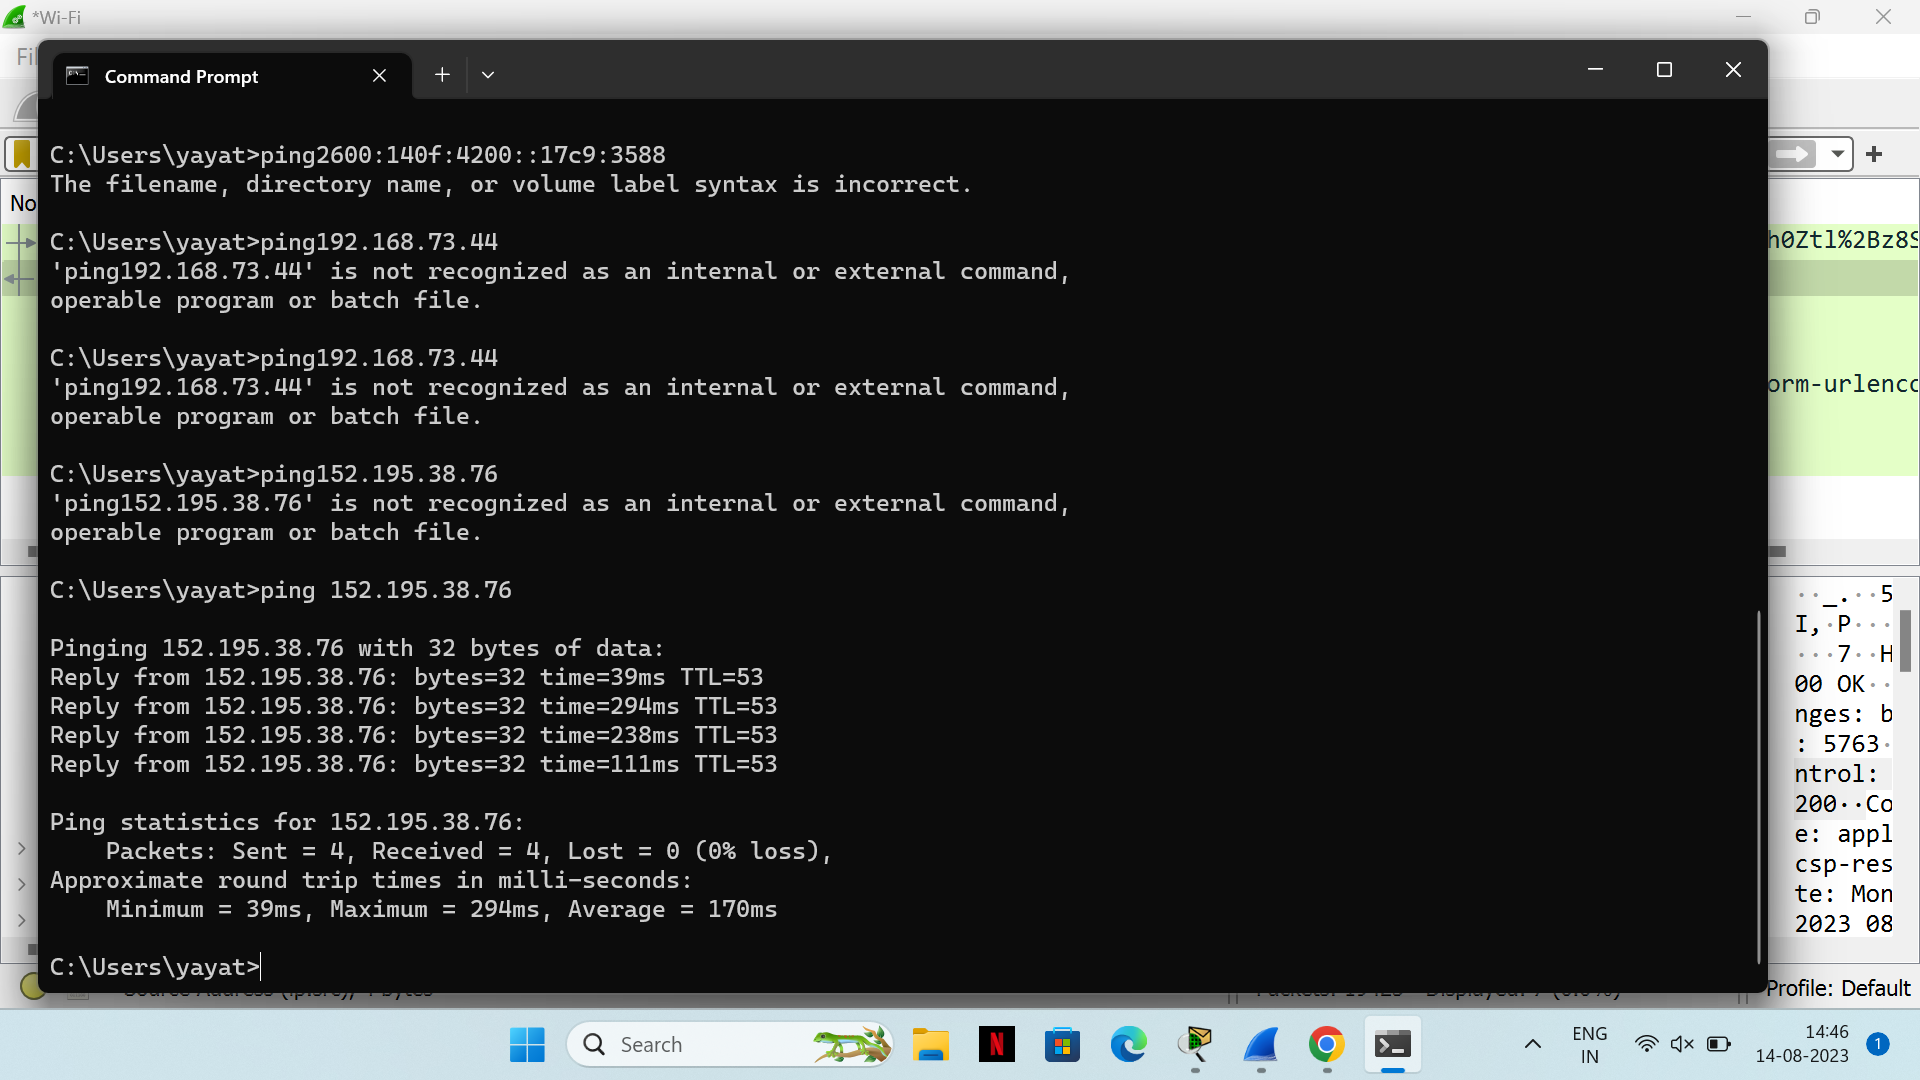 *Wi-Fi
Fil
Command Prompt
No
C:\Users\yayat>ping2600:140f:4200::17c9:3588
The filename, directory name, or volume label syntax is incorrect.
C:\Users\yayat>ping192.168.73.44
'ping192.168.73.44' is not recognized as an internal or external command,
operable program or batch file.
C:\Users\yayat>ping192.168.73.44
'ping192.168.73.44' is not recognized as an internal or external command,
operable program or batch file.
C:\Users\yayat>ping152.195.38.76
'ping152.195.38.76' is not recognized as an internal or external command,
operable program or batch file.
C:\Users\yayat>ping 152.195.38.76
Pinging 152.195.38.76 with 32 bytes of data:
Reply from 152.195.38.76: bytes=32 time=39ms TTL=53
Reply from 152.195.38.76: bytes=32 time=294ms TTL=53
Reply from 152.195.38.76: bytes=32 time=238ms TTL=53
Reply from 152.195.38.76: bytes=32 time=111ms TTL=53
Ping statistics for 152.195.38.76:
Packets: Sent = 4, Received = 4, Lost = 0 (0% loss),
Approximate round trip times in milli-seconds:
Minimum = 39ms, Maximum = 294ms, Average = 170ms
C:\Users\yayat>
h0Ztl%2Bz8S
orm-urlenco
··_.··5
I,·P···
···7··H
00 OK··
nges: b
: 5763·
ntrol:
200··Co
e: appl
csp-res
te: Mon
2023 08
Profile: Default
Search
ENG
IN
14:46
14-08-2023
1